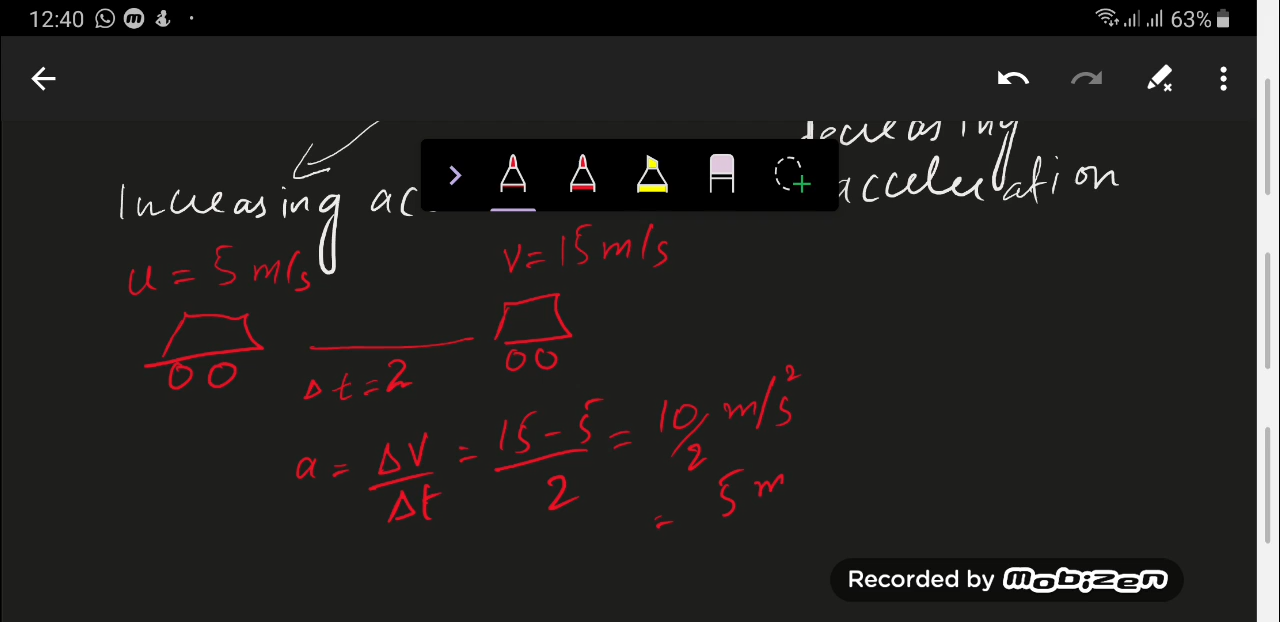 12:40 63%
Decreasing
Increasing ac acceleration
u = 5 m/s v = 15 m/s
Δt = 2
a = ΔV/Δt = 15 - 5/2 = 10/2 m/s²
= 5 m
Recorded by mobizen